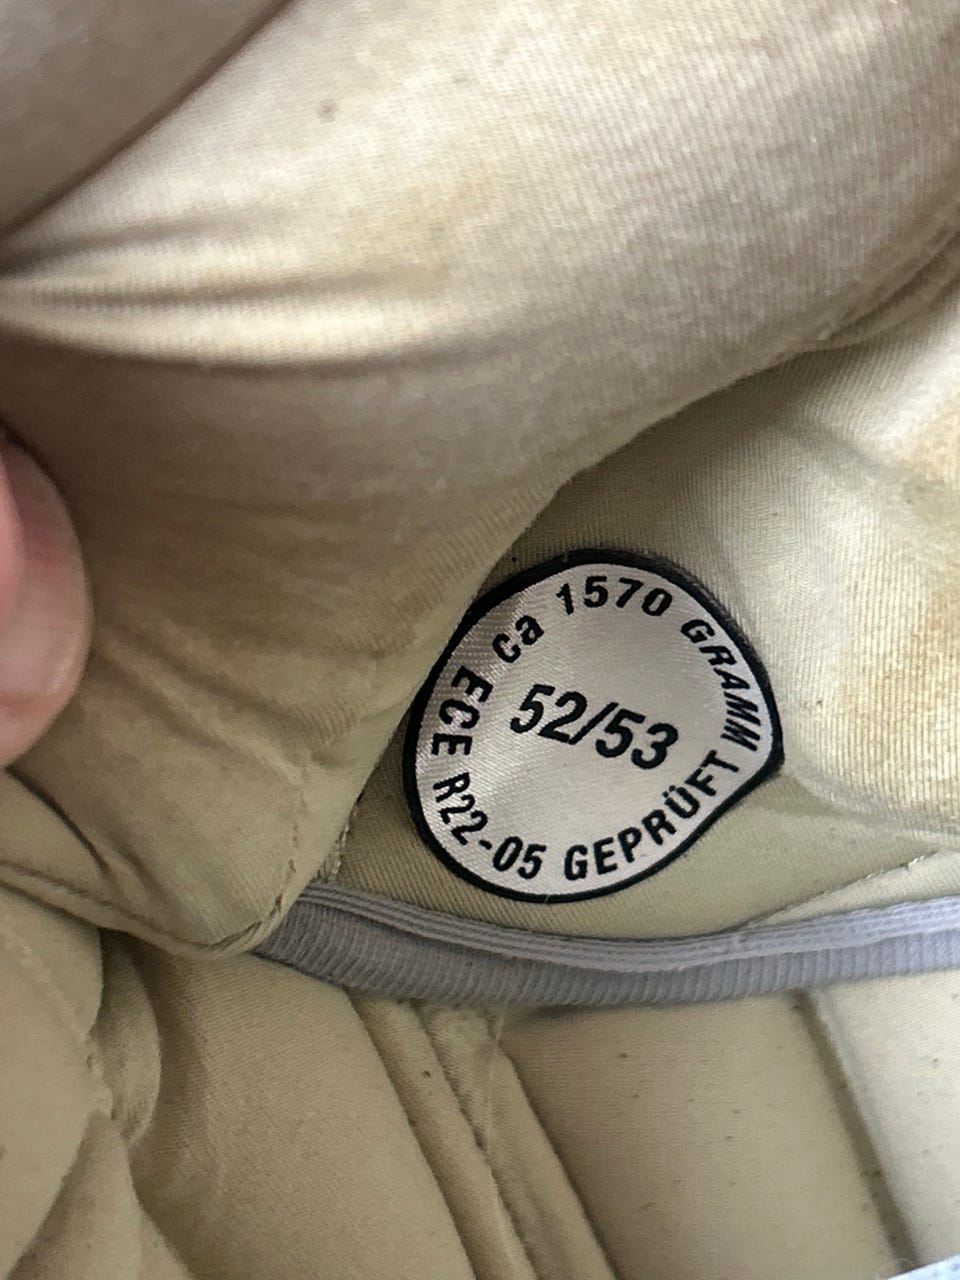 ca 1570 GRAMM
52/53
ECE R22-05 GEPRÜFT